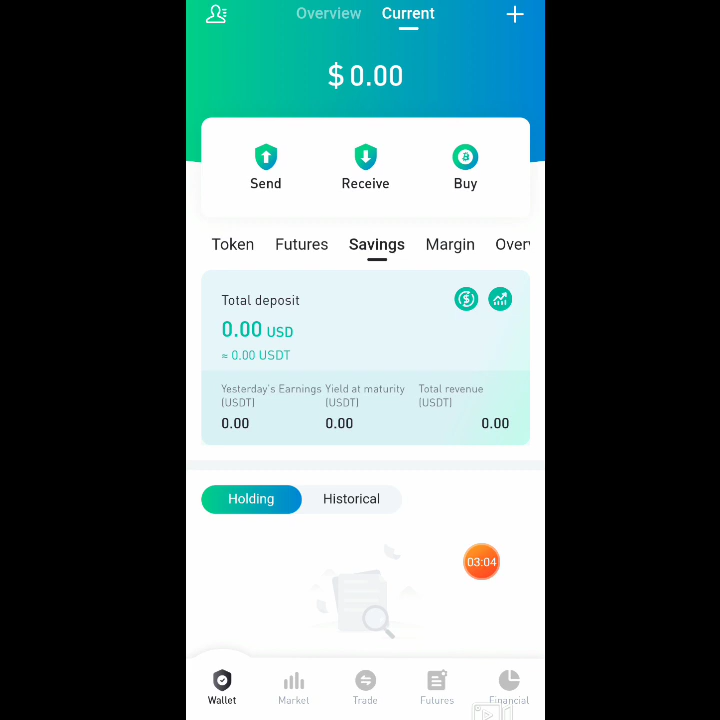 Overview Current
$0.00
Send Receive Buy
Token Futures Savings Margin Over
Total deposit
0.00 USD
≈ 0.00 USDT
Yesterday's Earnings Yield at maturity Total revenue
(USDT) (USDT) (USDT)
0.00 0.00 0.00
Holding Historical
03:04
Wallet Market Trade Futures Financial